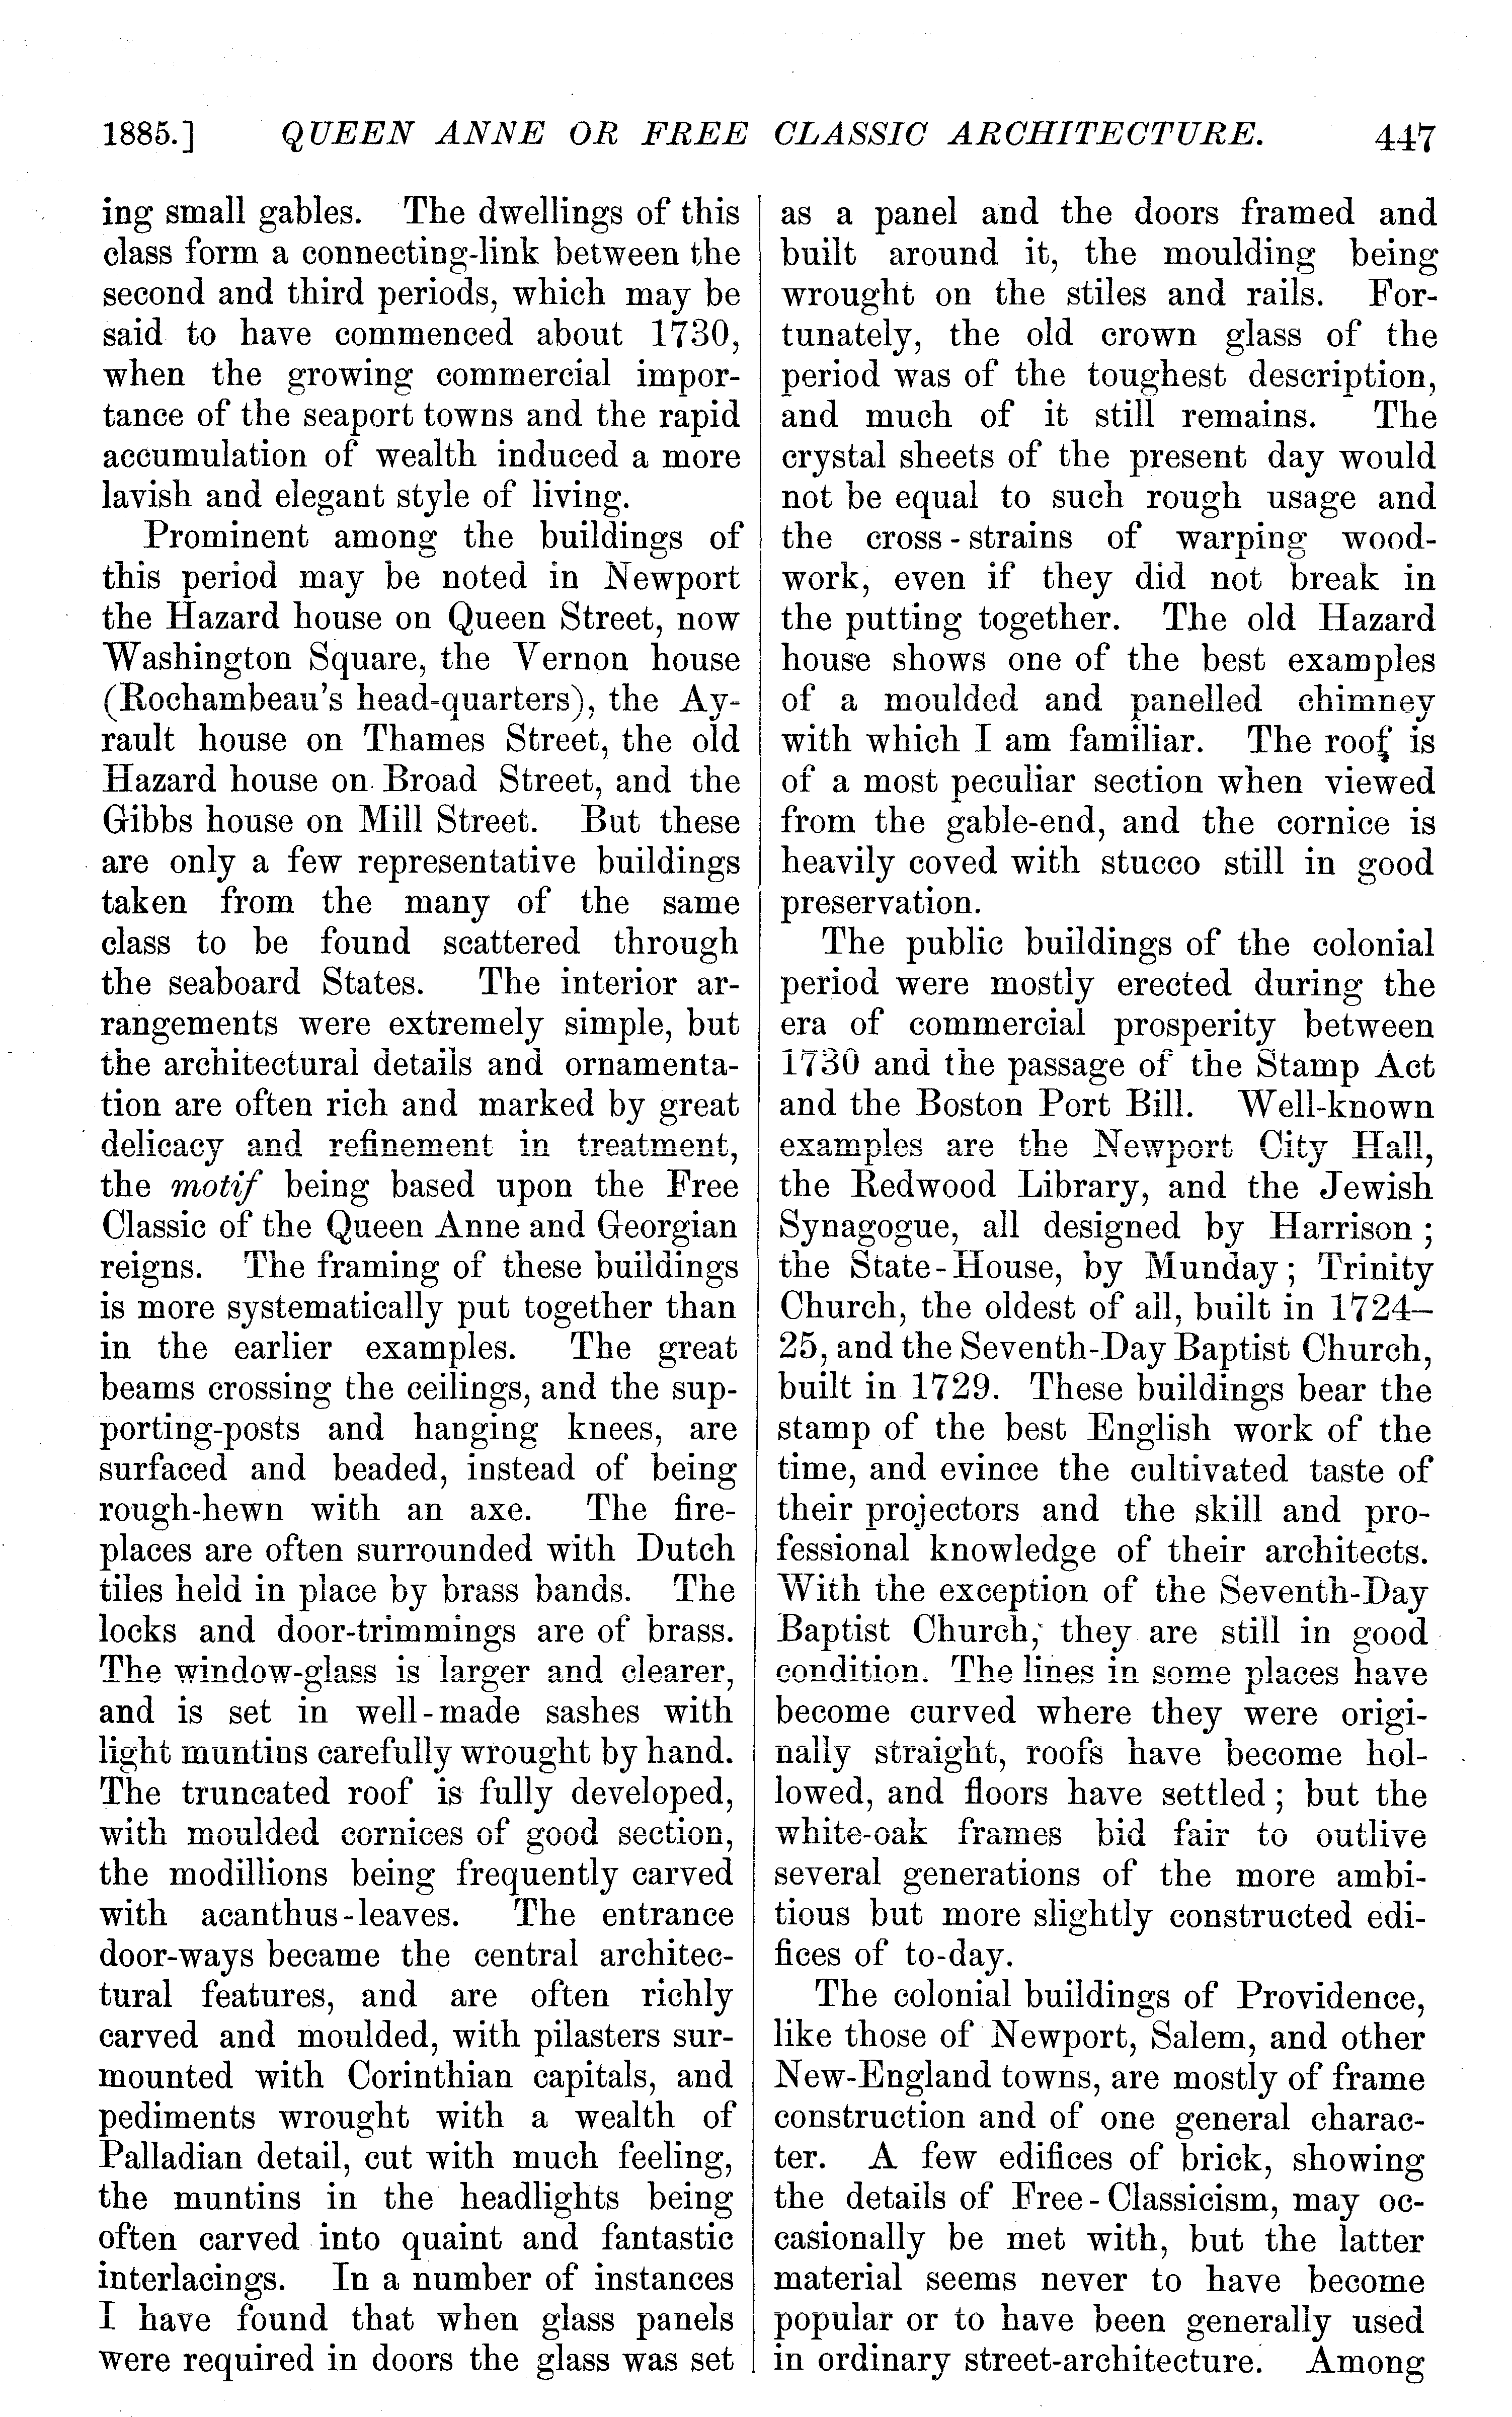 1885.] QUEEN ANNE OR FREE CLASSIC ARCHITECTURE. 447
ing small gables. The dwellings of this
class form a connecting-link between the
second and third periods, which may be
said to have commenced about 1730,
when the growing commercial impor-
tance of the seaport towns and the rapid
accumulation of wealth induced a more
lavish and elegant style of living.
Prominent among the buildings of
this period may be noted in Newport
the Hazard house on Queen Street, now
Washington Square, the Vernon house
(Rochambeau's head-quarters), the Ay-
rault house on Thames Street, the old
Hazard house on Broad Street, and the
Gibbs house on Mill Street. But these
are only a few representative buildings
taken from the many of the same
class to be found scattered through
the seaboard States. The interior ar-
rangements were extremely simple, but
the architectural details and ornamenta-
tion are often rich and marked by great
delicacy and refinement in treatment,
the motif being based upon the Free
Classic of the Queen Anne and Georgian
reigns. The framing of these buildings
is more systematically put together than
in the earlier examples. The great
beams crossing the ceilings, and the sup-
porting-posts and hanging knees, are
surfaced and beaded, instead of being
rough-hewn with an axe. The fire-
places are often surrounded with Dutch
tiles held in place by brass bands. The
locks and door-trimmings are of brass.
The window-glass is larger and clearer,
and is set in well-made sashes with
light muntins carefully wrought by hand.
The truncated roof is fully developed,
with moulded cornices of good section,
the modillions being frequently carved
with acanthus-leaves. The entrance
door-ways became the central architec-
tural features, and are often richly
carved and moulded, with pilasters sur-
mounted with Corinthian capitals, and
pediments wrought with a wealth of
Palladian detail, cut with much feeling,
the muntins in the headlights being
often carved into quaint and fantastic
interlacings. In a number of instances
I have found that when glass panels
were required in doors the glass was set
as a panel and the doors framed and
built around it, the moulding being
wrought on the stiles and rails. For-
tunately, the old crown glass of the
period was of the toughest description,
and much of it still remains. The
crystal sheets of the present day would
not be equal to such rough usage and
the cross-strains of warping wood-
work, even if they did not break in
the putting together. The old Hazard
house shows one of the best examples
of a moulded and panelled chimney
with which I am familiar. The roof is
of a most peculiar section when viewed
from the gable-end, and the cornice is
heavily coved with stucco still in good
preservation.
The public buildings of the colonial
period were mostly erected during the
era of commercial prosperity between
1730 and the passage of the Stamp Act
and the Boston Port Bill. Well-known
examples are the Newport City Hall,
the Redwood Library, and the Jewish
Synagogue, all designed by Harrison;
the State-House, by Munday; Trinity
Church, the oldest of all, built in 1724–
25, and the Seventh-Day Baptist Church,
built in 1729. These buildings bear the
stamp of the best English work of the
time, and evince the cultivated taste of
their projectors and the skill and pro-
fessional knowledge of their architects.
With the exception of the Seventh-Day
Baptist Church, they are still in good
condition. The lines in some places have
become curved where they were origi-
nally straight, roofs have become hol-
lowed, and floors have settled; but the
white-oak frames bid fair to outlive
several generations of the more ambi-
tious but more slightly constructed edi-
fices of to-day.
The colonial buildings of Providence,
like those of Newport, Salem, and other
New-England towns, are mostly of frame
construction and of one general charac-
ter. A few edifices of brick, showing
the details of Free-Classicism, may oc-
casionally be met with, but the latter
material seems never to have become
popular or to have been generally used
in ordinary street-architecture. Among